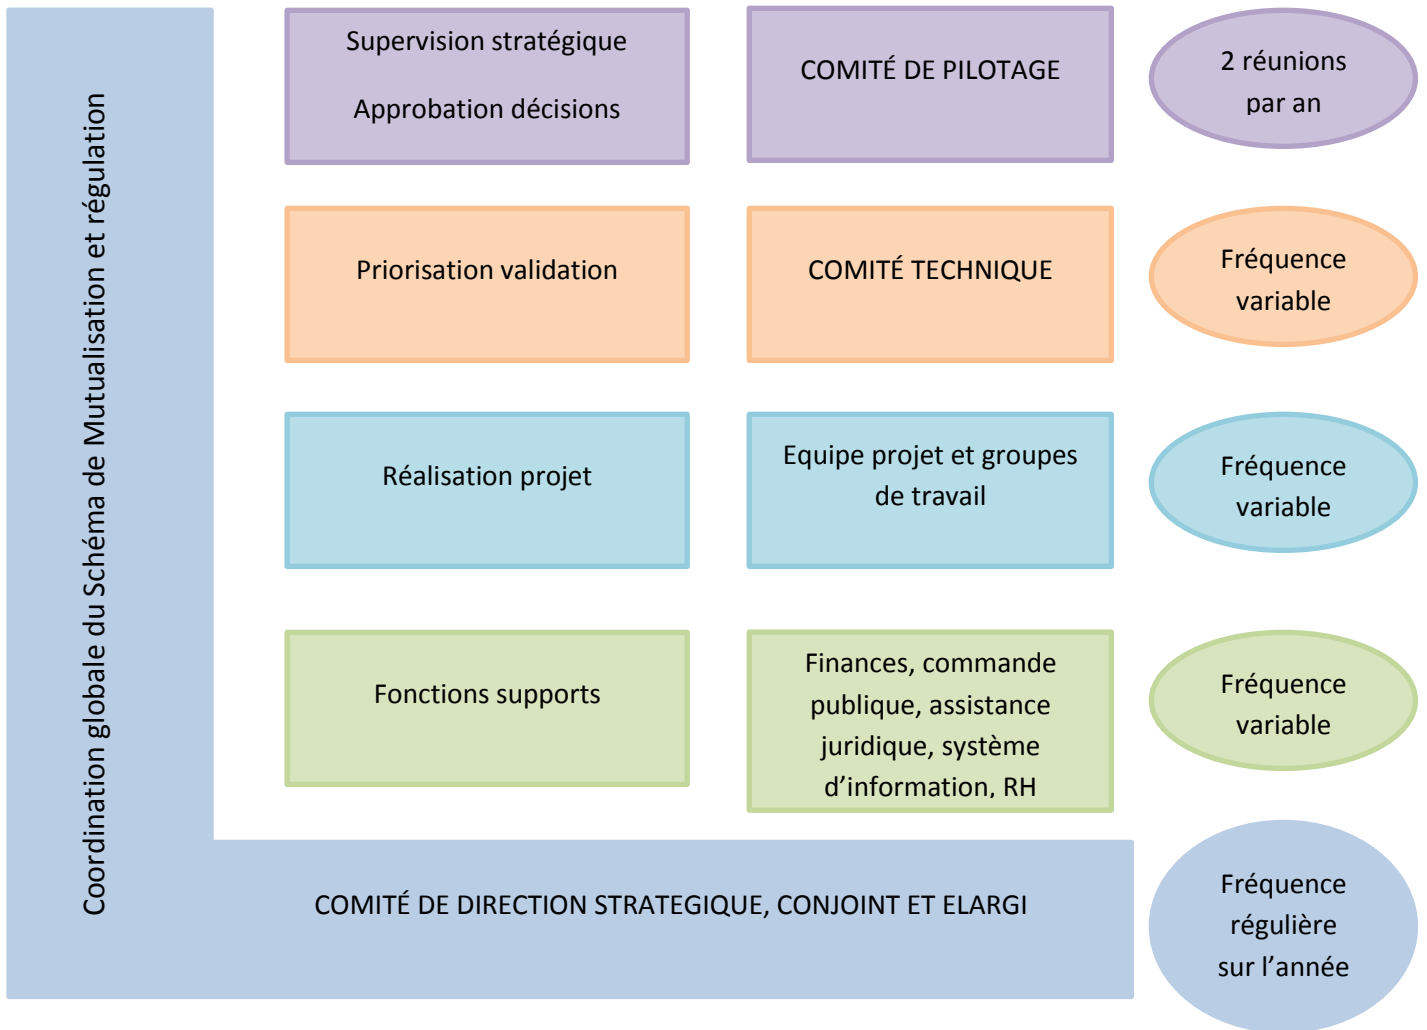 Coordination globale du Schéma de Mutualisation et régulation
Supervision stratégique
Approbation décisions
COMITÉ DE PILOTAGE
2 réunions
par an
Priorisation validation
COMITÉ TECHNIQUE
Fréquence
variable
Réalisation projet
Equipe projet et groupes
de travail
Fréquence
variable
Fonctions supports
Finances, commande
publique, assistance
juridique, système
d’information, RH
Fréquence
variable
COMITÉ DE DIRECTION STRATEGIQUE, CONJOINT ET ELARGI
Fréquence
régulière
sur l’année